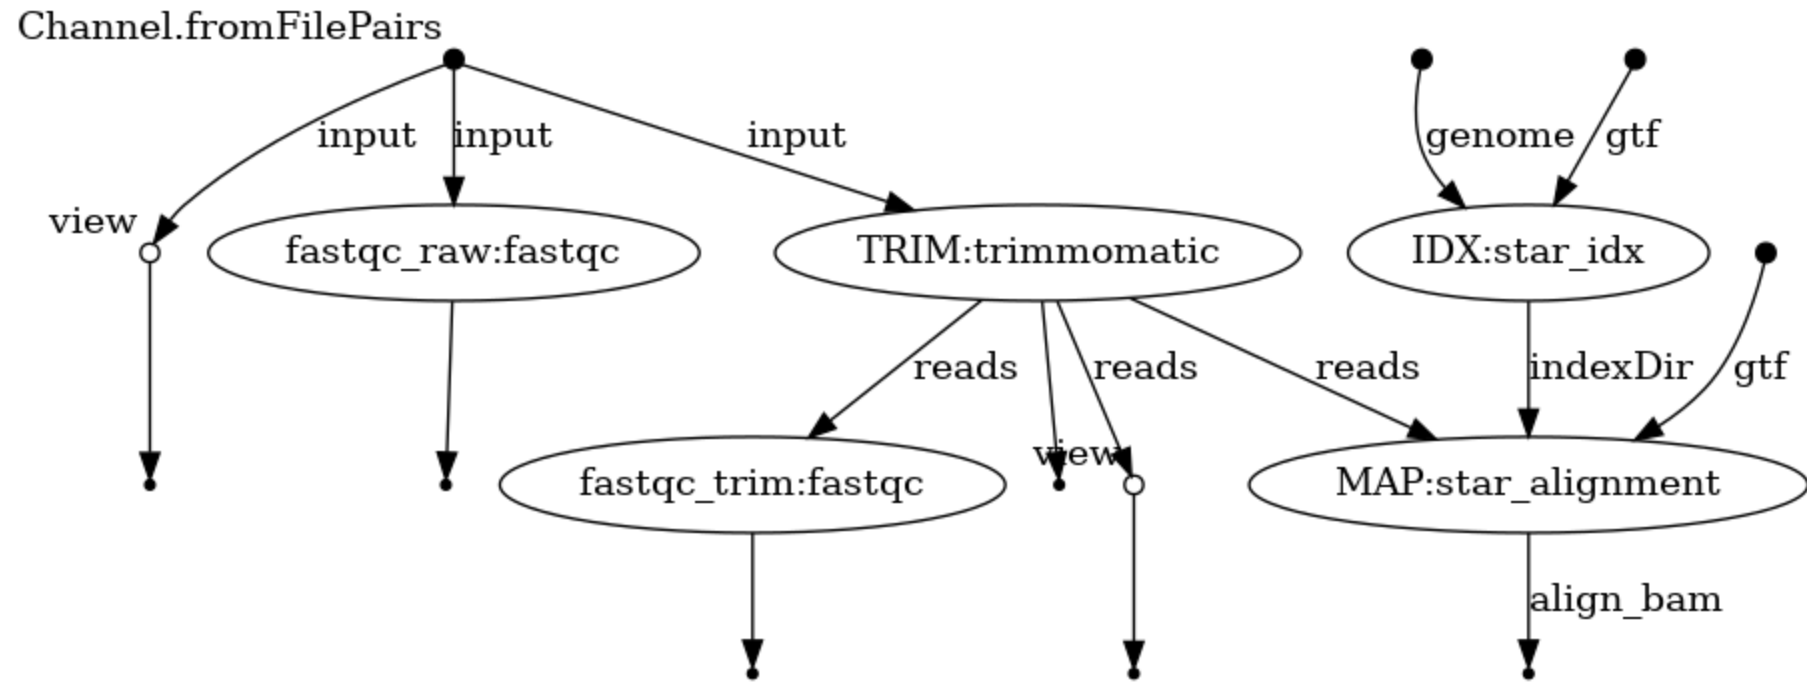 Channel.fromFilePairs
input
input
input
genome
gtf
view
fastqc_raw:fastqc
TRIM:trimmomatic
IDX:star_idx
reads
reads
reads
indexDir
gtf
view
fastqc_trim:fastqc
MAP:star_alignment
align_bam